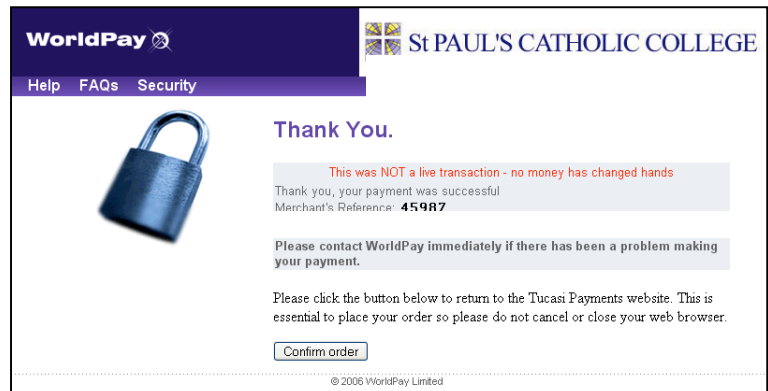 WorldPay
St PAUL'S CATHOLIC COLLEGE
Help FAQs Security
Thank You.
This was NOT a live transaction - no money has changed hands
Thank you, your payment was successful
Merchant's Reference: 45987
Please contact WorldPay immediately if there has been a problem making
your payment.
Please click the button below to return to the Tucasi Payments website. This is
essential to place your order so please do not cancel or close your web browser.
Confirm order
© 2006 WorldPay Limited